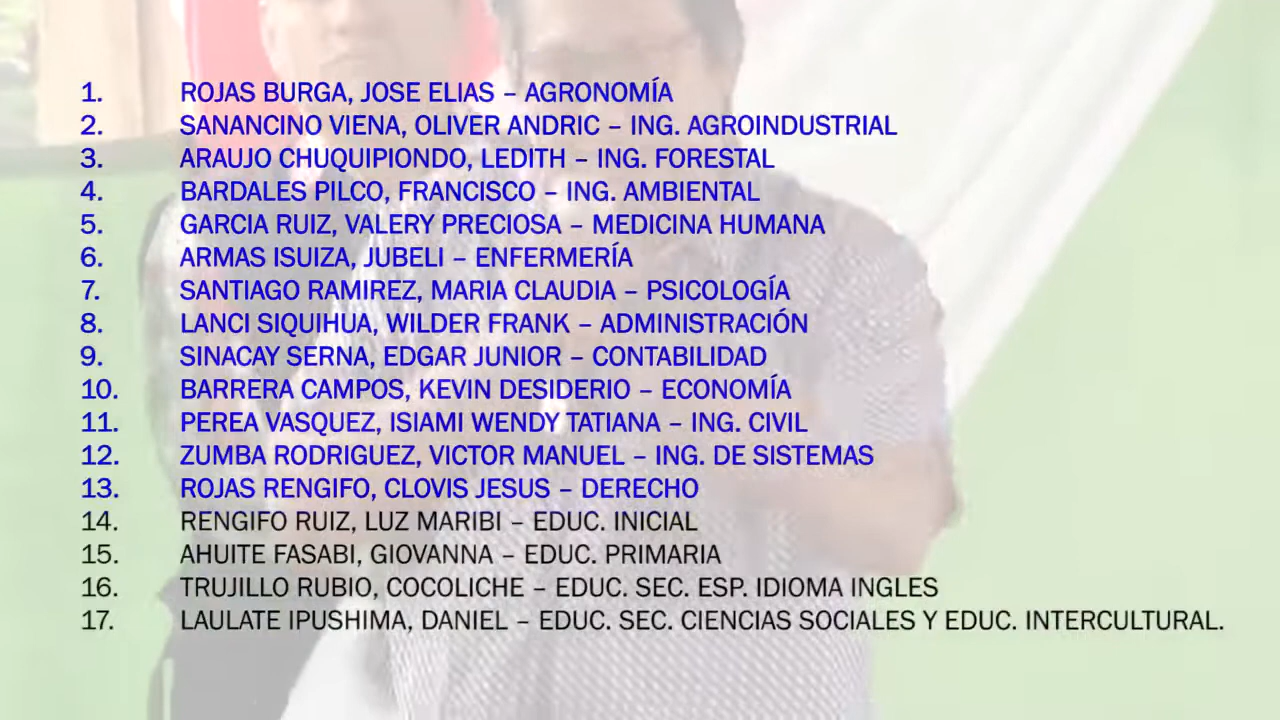 1. ROJAS BURGA, JOSE ELIAS – AGRONOMÍA
2. SANANCINO VIENA, OLIVER ANDRIC – ING. AGROINDUSTRIAL
3. ARAUJO CHUQUIPIONDO, LEDITH – ING. FORESTAL
4. BARDALES PILCO, FRANCISCO – ING. AMBIENTAL
5. GARCIA RUIZ, VALERY PRECIOSA – MEDICINA HUMANA
6. ARMAS ISUIZA, JUBELI – ENFERMERÍA
7. SANTIAGO RAMIREZ, MARIA CLAUDIA – PSICOLOGÍA
8. LANCI SIQUIHUA, WILDER FRANK – ADMINISTRACIÓN
9. SINACAY SERNA, EDGAR JUNIOR – CONTABILIDAD
10. BARRERA CAMPOS, KEVIN DESIDERIO – ECONOMÍA
11. PEREA VASQUEZ, ISIAMI WENDY TATIANA – ING. CIVIL
12. ZUMBA RODRIGUEZ, VICTOR MANUEL – ING. DE SISTEMAS
13. ROJAS RENGIFO, CLOVIS JESUS – DERECHO
14. RENGIFO RUIZ, LUZ MARIBI – EDUC. INICIAL
15. AHUITE FASABI, GIOVANNA – EDUC. PRIMARIA
16. TRUJILLO RUBIO, COCOLICHE – EDUC. SEC. ESP. IDIOMA INGLES
17. LAULATE IPUSHIMA, DANIEL – EDUC. SEC. CIENCIAS SOCIALES Y EDUC. INTERCULTURAL.